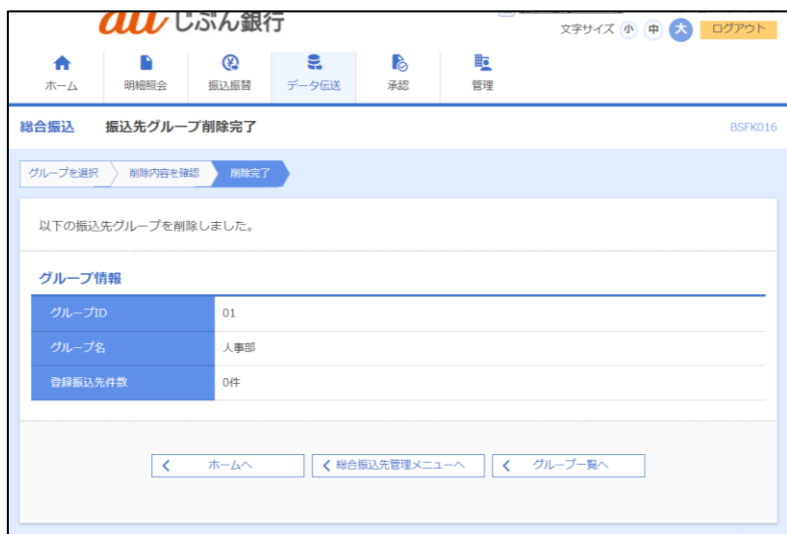 au じぶん銀行
文字サイズ 小 中 大 ログアウト
ホーム 明細照会 振込振替 データ伝送 承認 管理
総合振込 振込先グループ削除完了 BSFK016
グループを選択 削除内容を確認 削除完了
以下の振込先グループを削除しました。
グループ情報
グループID 01
グループ名 人事部
登録振込先件数 0件
ホームへ 総合振込先管理メニューへ グループ一覧へ